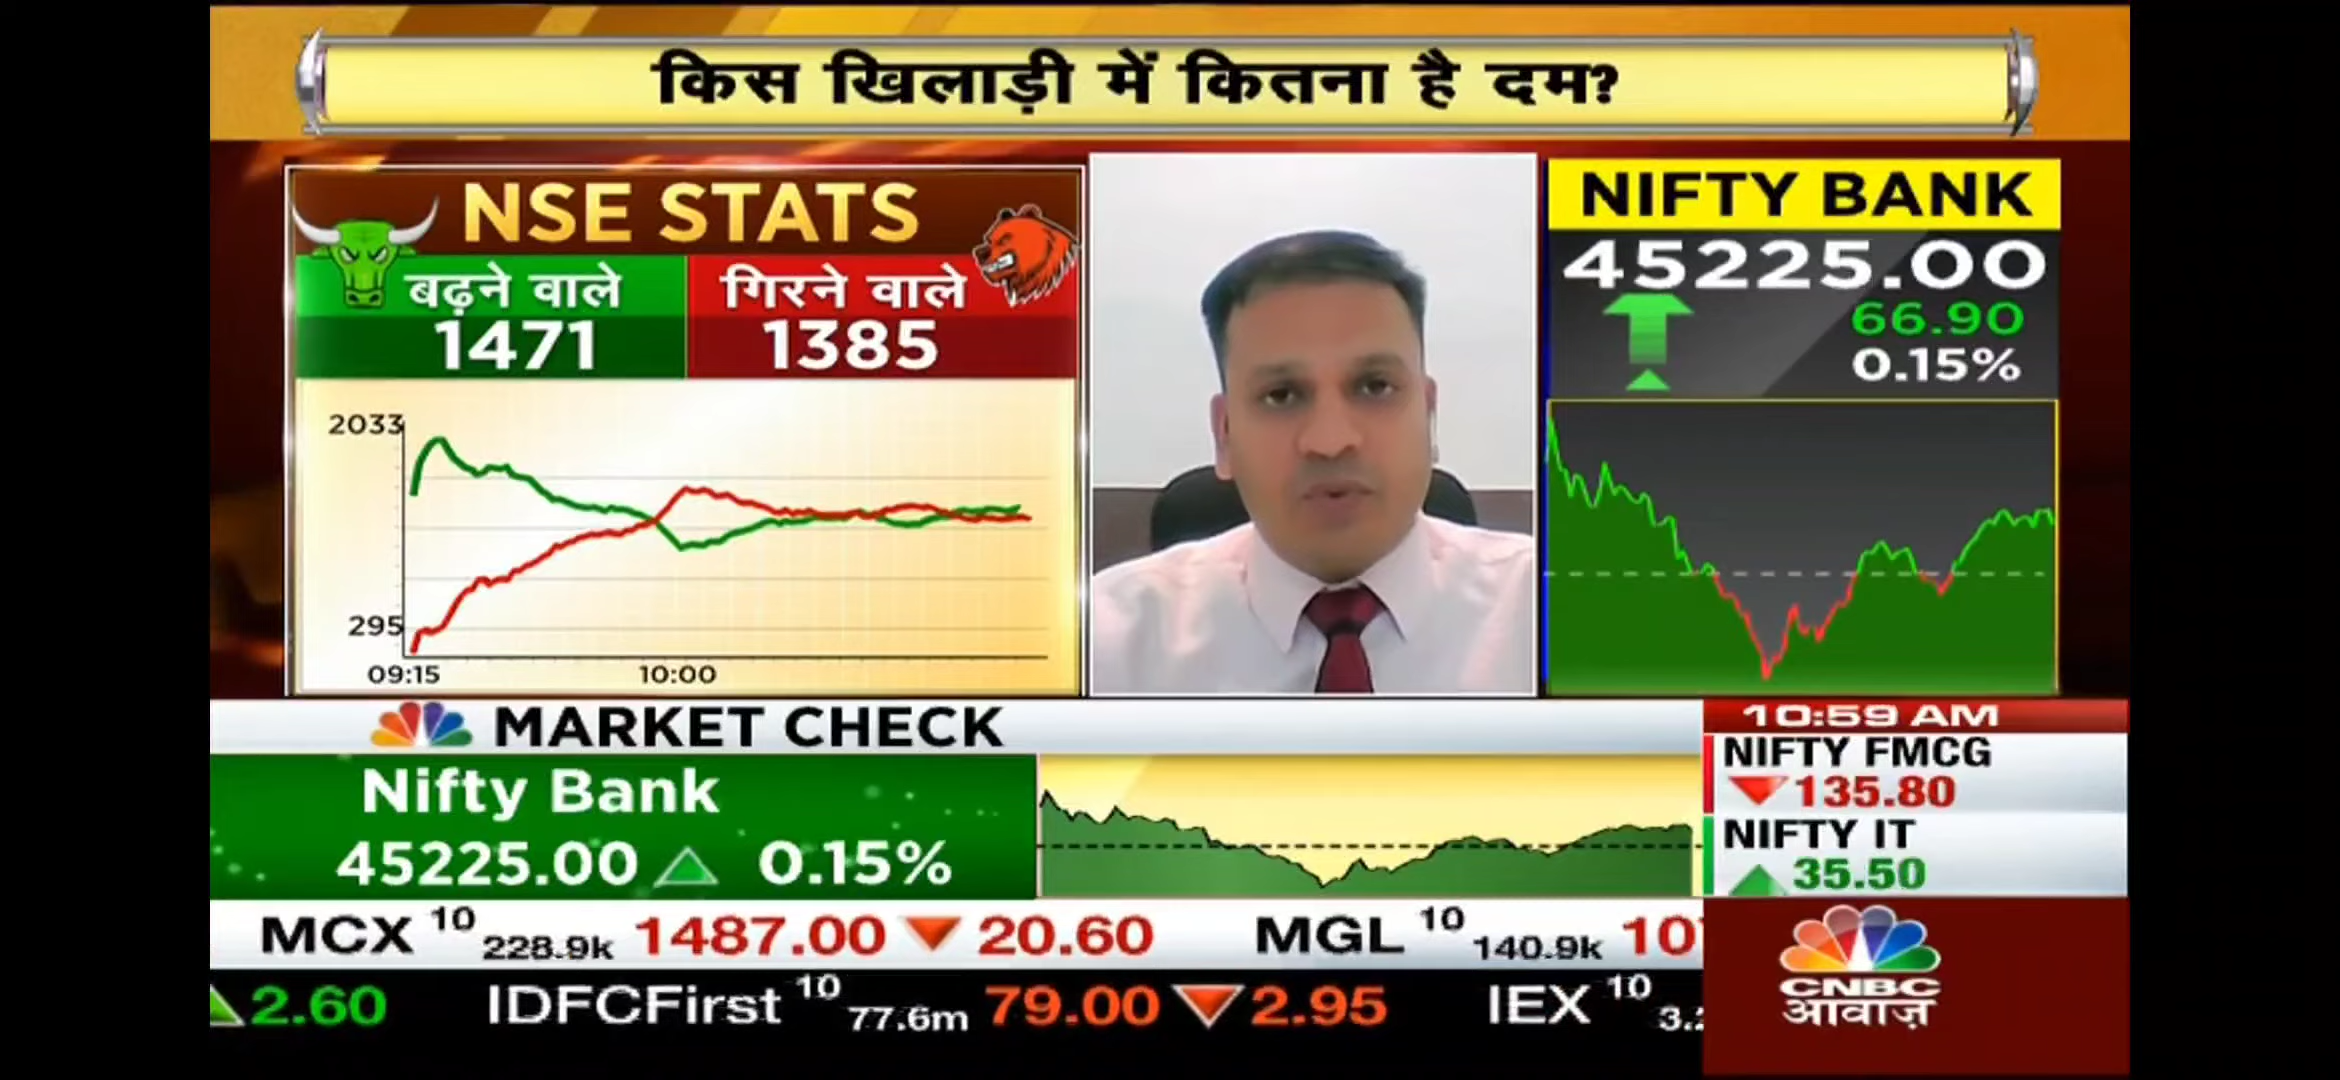 किस खिलाड़ी में कितना है दम?
NSE STATS
बढ़ने वाले
1471
गिरने वाले
1385
2033
295
09:15 10:00
NIFTY BANK
45225.00
66.90
0.15%
MARKET CHECK
Nifty Bank
45225.00 0.15%
10:59 AM
NIFTY FMCG
135.80
NIFTY IT
35.50
MCX 10 228.9k 1487.00 20.60 MGL 10 140.9k
2.60 IDFCFirst 10 77.6m 79.00 2.95 IEX 10
CNBC
आवाज़